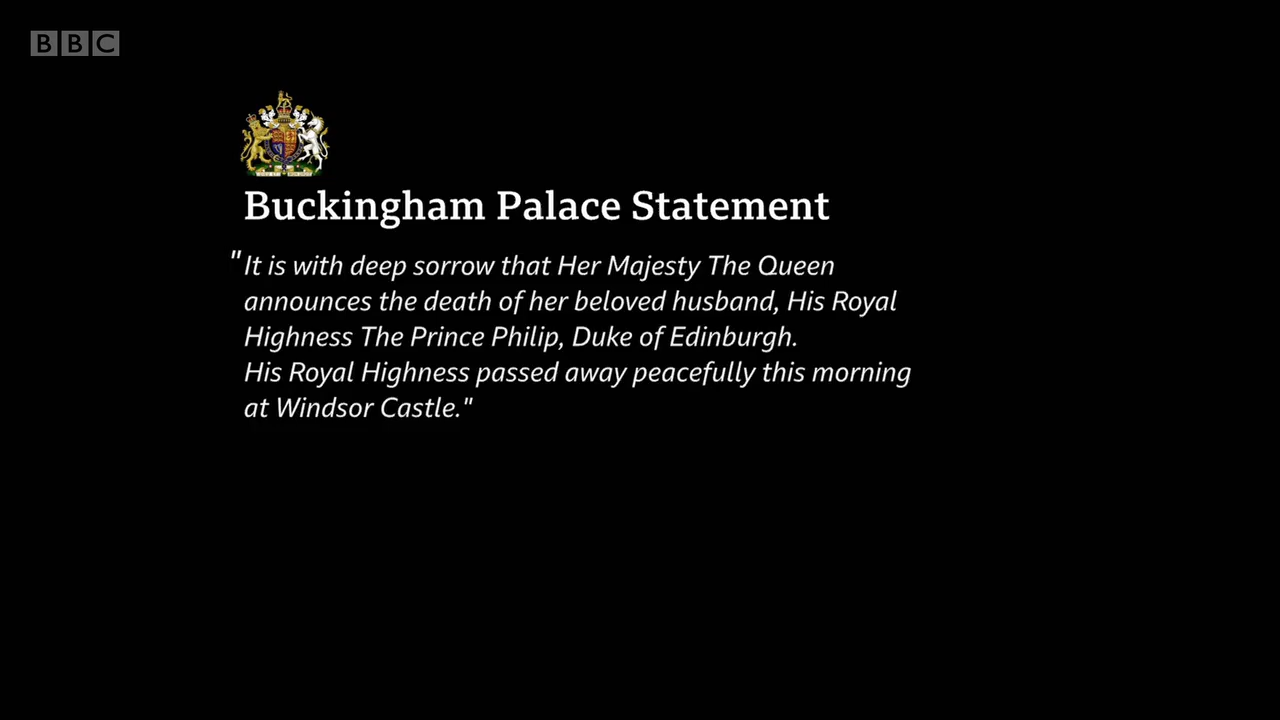 BBC
Buckingham Palace Statement
"It is with deep sorrow that Her Majesty The Queen
announces the death of her beloved husband, His Royal
Highness The Prince Philip, Duke of Edinburgh.
His Royal Highness passed away peacefully this morning
at Windsor Castle."